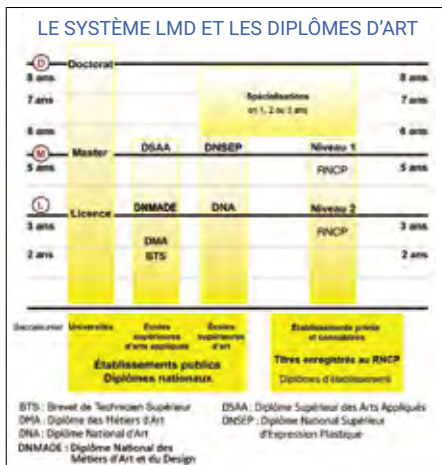 LE SYSTÈME LMD ET LES DIPLÔMES D'ART
D Doctorat
8 ans 8 ans
Spécialisations
7 ans en 1, 2 ou 3 ans 7 ans
6 ans 6 ans
M Master DSAA DNSEP Niveau 1
5 ans RNCP 5 ans
L Licence DNMADE DNA Niveau 2
3 ans RNCP 3 ans
DMA
2 ans BTS 2 ans
Baccalauréat Universités Écoles supérieures d'arts appliqués Écoles supérieures d'art Établissements privés et consulaires
Établissements publics
Diplômes nationaux
Titres enregistrés au RNCP
Diplômes d'établissement
BTS : Brevet de Technicien Supérieur
DMA : Diplôme des Métiers d'Art
DNA : Diplôme National d'Art
DNMADE : Diplôme National des
Métiers d'Art et du Design
DSAA : Diplôme Supérieur des Arts Appliqués
DNSEP : Diplôme National Supérieur
d'Expression Plastique